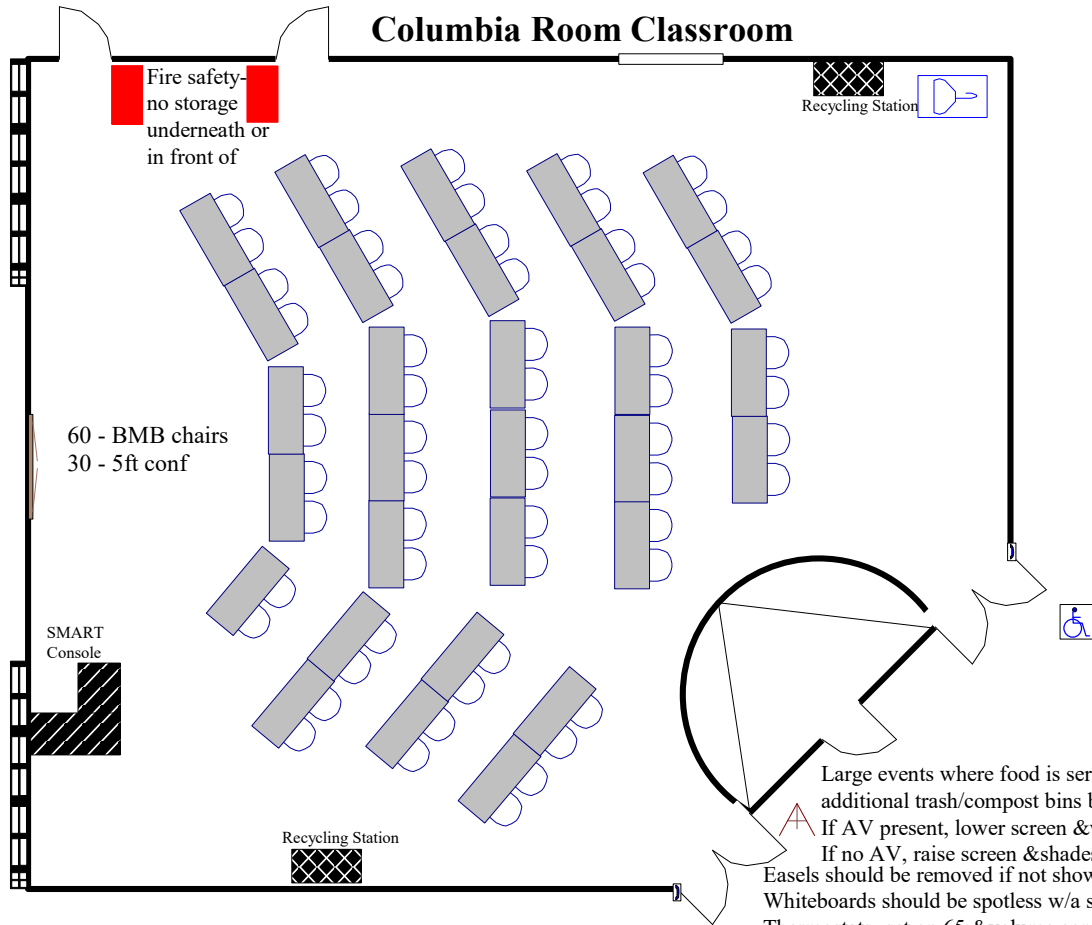 Columbia Room Classroom
Fire safety-
no storage
underneath or
in front of
Recycling Station
60 - BMB chairs
30 - 5ft conf
SMART
Console
Recycling Station
Large events where food is ser
additional trash/compost bins b
If AV present, lower screen &
If no AV, raise screen &shade
Easels should be removed if not show
Whiteboards should be spotless w/a s